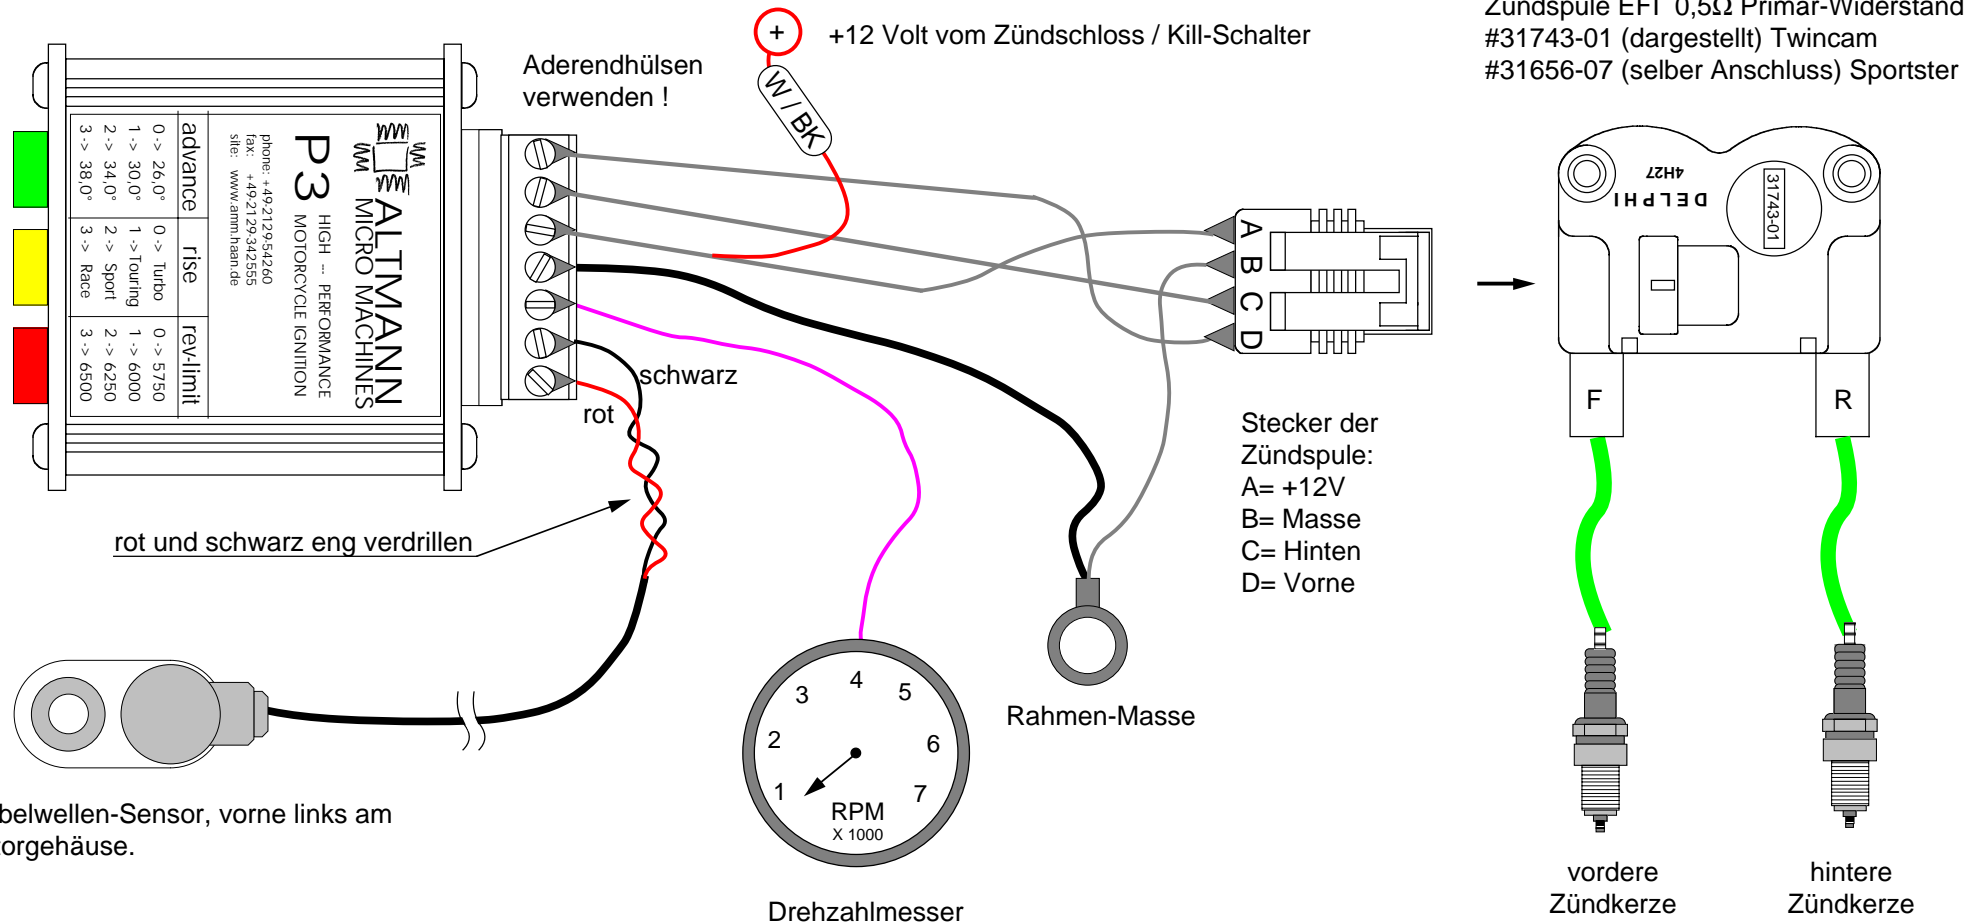 Zündspule EFI 0,5Ω Primär-Widerstand
#31743-01 (dargestellt) Twincam
#31656-07 (selber Anschluss) Sportster
+
+12 Volt vom Zündschloss / Kill-Schalter
W / BK
Aderendhülsen
verwenden !
ALTMANN
MICRO MACHINES
P3
HIGH -- PERFORMANCE
MOTORCYCLE IGNITION
phone: +49-2129-54260
fax: +49-2129-342555
site: www.amm.haan.de
advance
0 -> 26,0°
1 -> 30,0°
2 -> 34,0°
3 -> 38,0°
rise
0 -> Turbo
1 ->Touring
2 -> Sport
3 -> Race
rev-limit
0 -> 5750
1 -> 6000
2 -> 6250
3 -> 6500
schwarz
rot
rot und schwarz eng verdrillen
A
B
C
D
Stecker der
Zündspule:
A= +12V
B= Masse
C= Hinten
D= Vorne
DELPHI
4H27
31743-01
F
R
Rahmen-Masse
1
2
3
4
5
6
7
RPM
X 1000
Drehzahlmesser
belwellen-Sensor, vorne links am
torgehäuse.
vordere
Zündkerze
hintere
Zündkerze